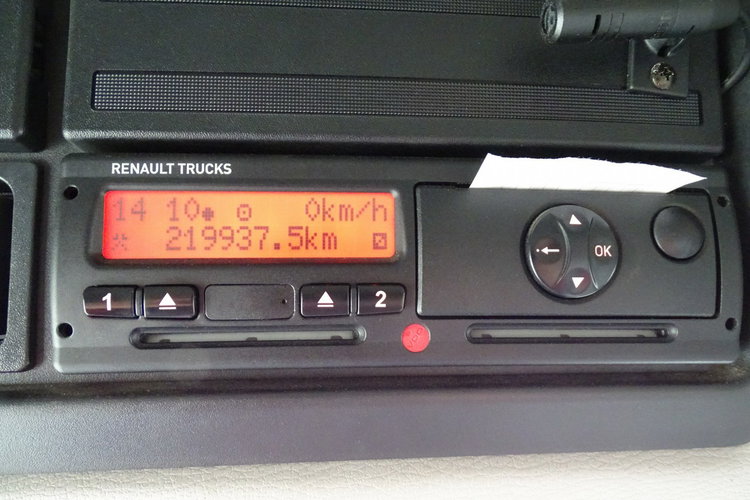 RENAULT TRUCKS
14 10 0km/h
219937.5km
1 2
OK